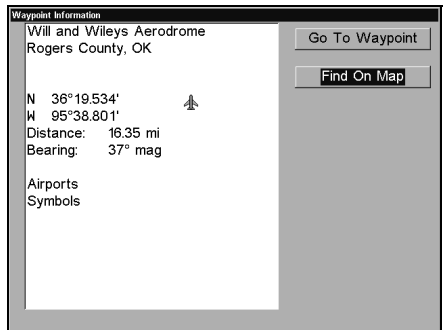 Waypoint Information
Will and Wileys Aerodrome
Rogers County, OK
N 36°19.534'
W 95°38.801'
Distance: 16.35 mi
Bearing: 37° mag
Airports
Symbols
Go To Waypoint
Find On Map